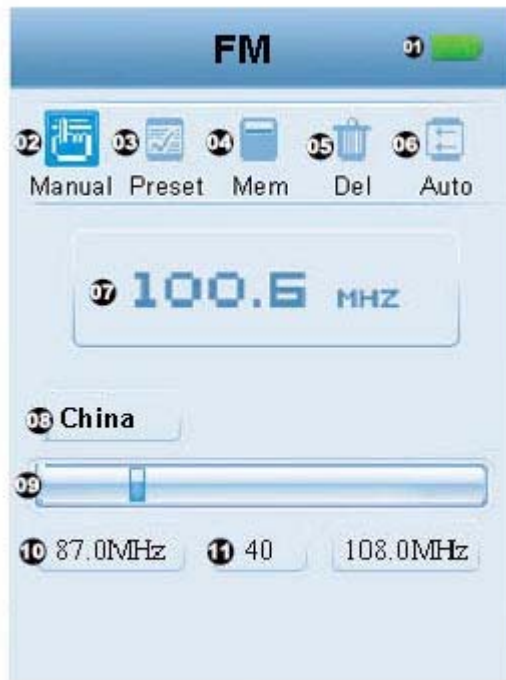 FM 01
02 03 04 05 06
Manual Preset Mem Del Auto
07 100.6 MHZ
08 China
09
10 87.0MHz 11 40 108.0MHz